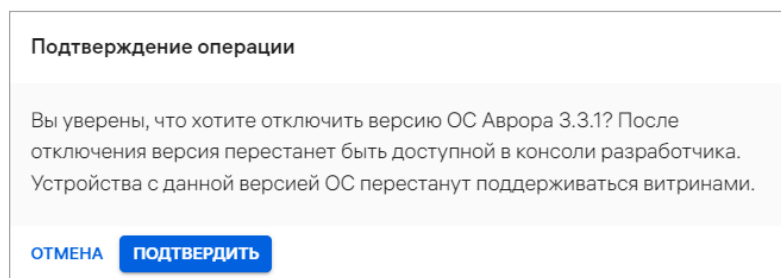 Подтверждение операции
Вы уверены, что хотите отключить версию ОС Аврора 3.3.1? После
отключения версия перестанет быть доступной в консоли разработчика.
Устройства с данной версией ОС перестанут поддерживаться витринами.
ОТМЕНА ПОДТВЕРДИТЬ